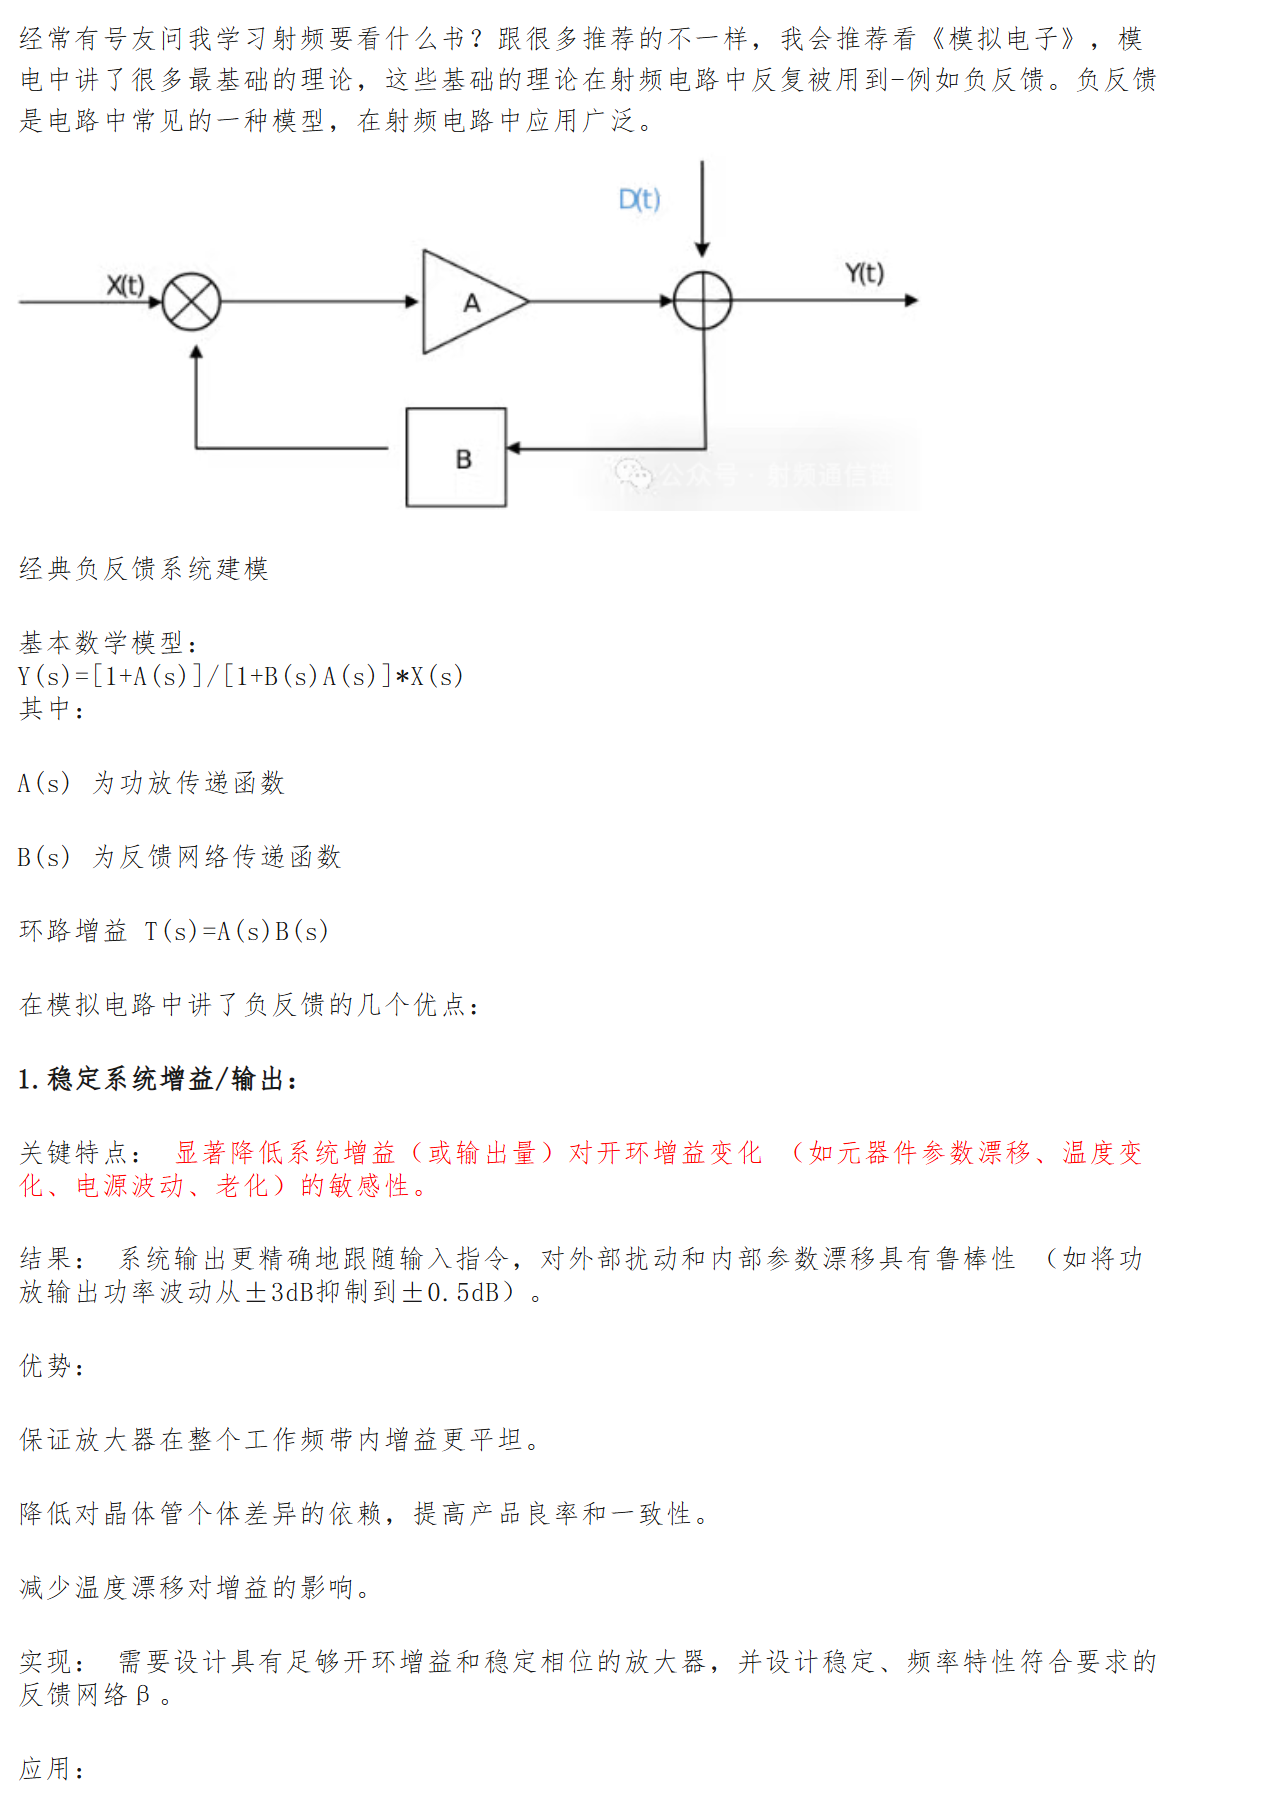 经常有号友问我学习射频要看什么书？跟很多推荐的不一样，我会推荐看《模拟电子》，模
电中讲了很多最基础的理论，这些基础的理论在射频电路中反复被用到-例如负反馈。负反馈
是电路中常见的一种模型，在射频电路中应用广泛。
D(t)
X(t)
Y(t)
A
B
公众号·射频通信链
经典负反馈系统建模
基本数学模型：
Y(s)=[1+A(s)]/[1+B(s)A(s)]*X(s)
其中：
A(s) 为功放传递函数
B(s) 为反馈网络传递函数
环路增益 T(s)=A(s)B(s)
在模拟电路中讲了负反馈的几个优点：
1.稳定系统增益/输出：
关键特点： 显著降低系统增益（或输出量）对开环增益变化 （如元器件参数漂移、温度变
化、电源波动、老化）的敏感性。
结果： 系统输出更精确地跟随输入指令，对外部扰动和内部参数漂移具有鲁棒性 （如将功
放输出功率波动从±3dB抑制到±0.5dB）。
优势：
保证放大器在整个工作频带内增益更平坦。
降低对晶体管个体差异的依赖，提高产品良率和一致性。
减少温度漂移对增益的影响。
实现： 需要设计具有足够开环增益和稳定相位的放大器，并设计稳定、频率特性符合要求的
反馈网络β。
应用：